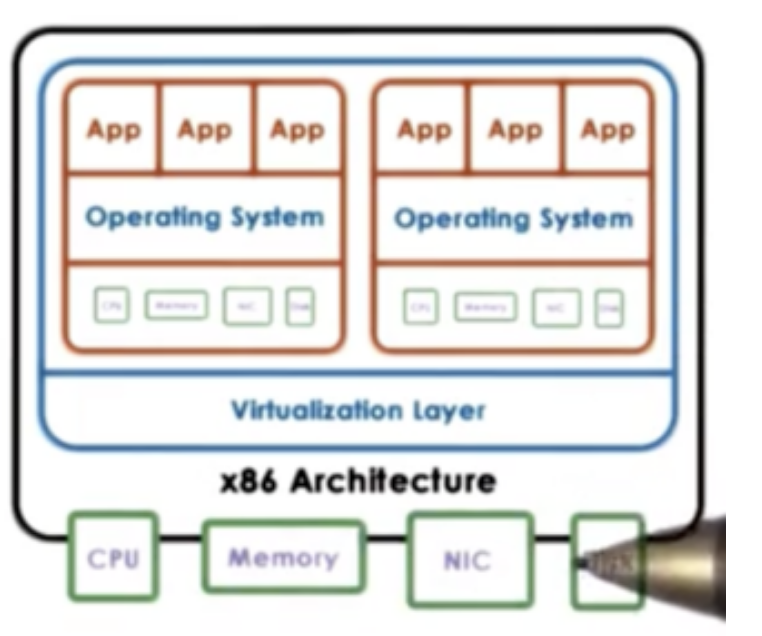 App App App App App App
Operating System Operating System
CPU Memory NIC Disk CPU Memory NIC Disk
Virtualization Layer
x86 Architecture
CPU Memory NIC